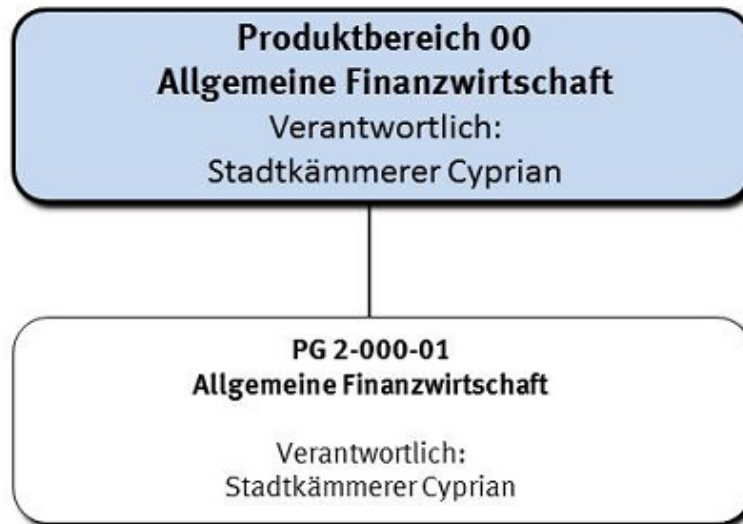 Produktbereich 00
Allgemeine Finanzwirtschaft
Verantwortlich:
Stadtkämmerer Cyprian
PG 2-000-01
Allgemeine Finanzwirtschaft
Verantwortlich:
Stadtkämmerer Cyprian